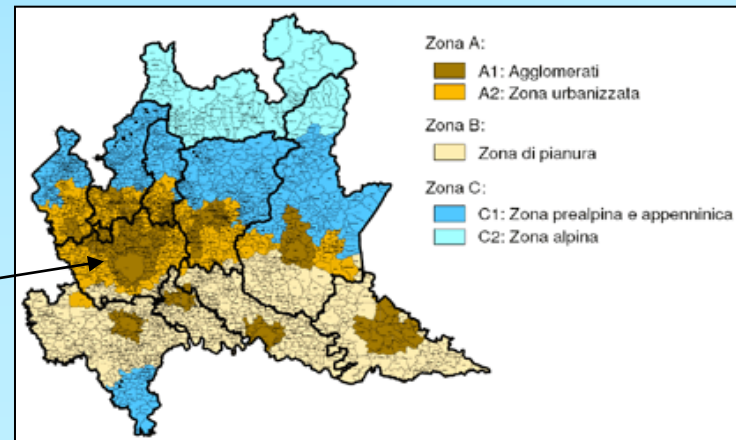 Zona A:
A1: Agglomerati
A2: Zona urbanizzata
Zona B:
Zona di pianura
Zona C:
C1: Zona prealpina e appenninica
C2: Zona alpina